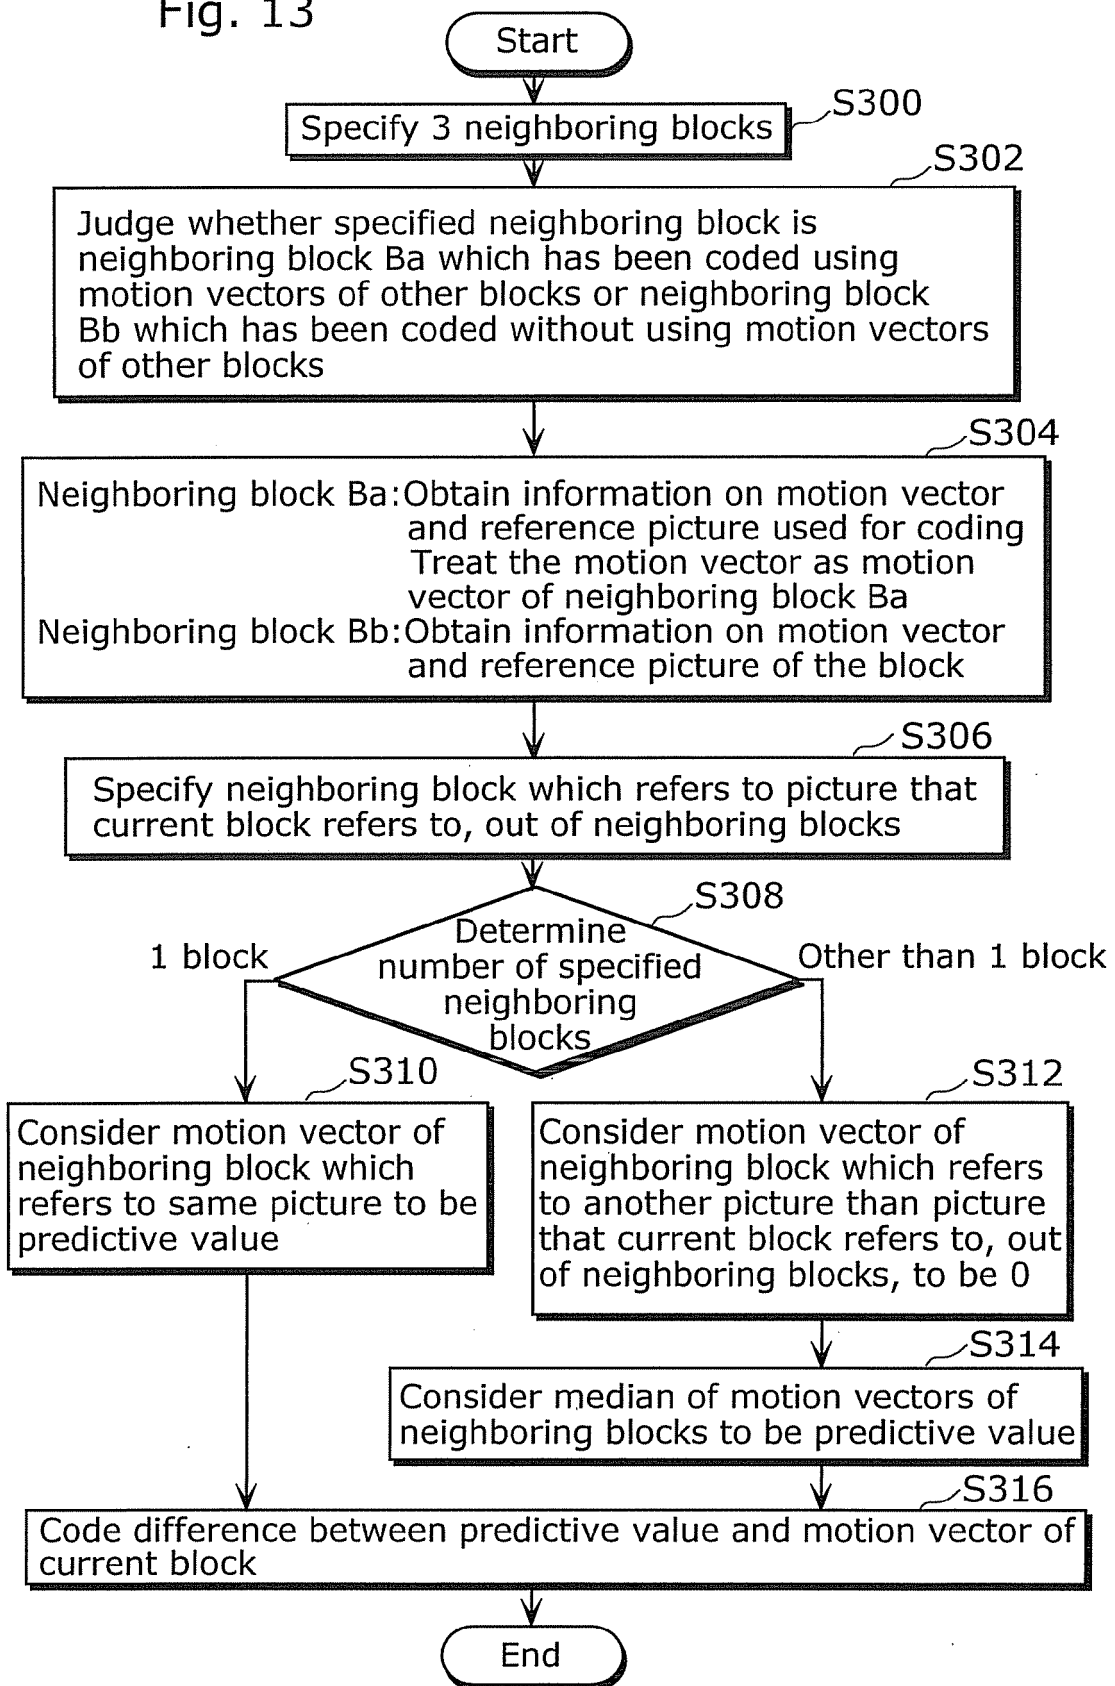 Fig. 13
Start
S300
Specify 3 neighboring blocks
S302
Judge whether specified neighboring block is
neighboring block Ba which has been coded using
motion vectors of other blocks or neighboring block
Bb which has been coded without using motion vectors
of other blocks
S304
Neighboring block Ba:Obtain information on motion vector
and reference picture used for coding
Treat the motion vector as motion
vector of neighboring block Ba
Neighboring block Bb:Obtain information on motion vector
and reference picture of the block
S306
Specify neighboring block which refers to picture that
current block refers to, out of neighboring blocks
S308
Determine
number of specified
neighboring
blocks
1 block
Other than 1 block
S310
Consider motion vector of
neighboring block which
refers to same picture to be
predictive value
S312
Consider motion vector of
neighboring block which refers
to another picture than picture
that current block refers to, out
of neighboring blocks, to be 0
S314
Consider median of motion vectors of
neighboring blocks to be predictive value
S316
Code difference between predictive value and motion vector of
current block
End